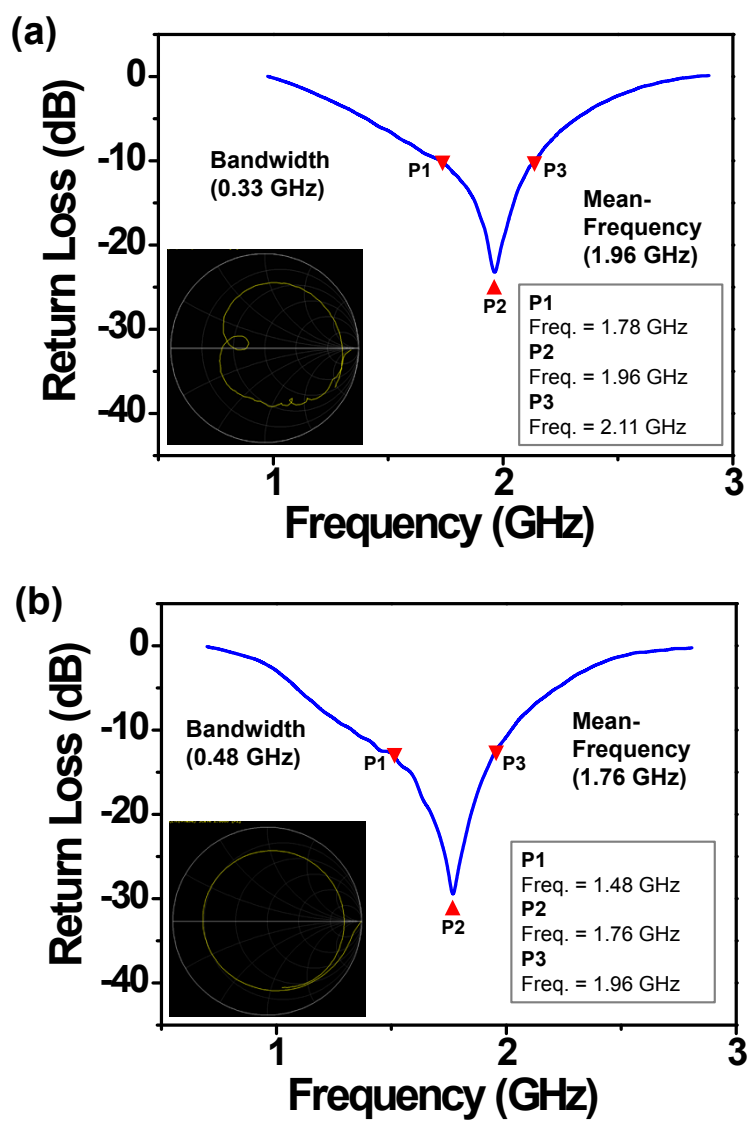 (a)
0
-10
-20
-30
-40
Return Loss (dB)
Bandwidth
(0.33 GHz)
P1
P3
P2
Mean-
Frequency
(1.96 GHz)
P1
Freq. = 1.78 GHz
P2
Freq. = 1.96 GHz
P3
Freq. = 2.11 GHz
1 2 3
Frequency (GHz)
(b)
0
-10
-20
-30
-40
Return Loss (dB)
Bandwidth
(0.48 GHz)
P1
P3
P2
Mean-
Frequency
(1.76 GHz)
P1
Freq. = 1.48 GHz
P2
Freq. = 1.76 GHz
P3
Freq. = 1.96 GHz
1 2 3
Frequency (GHz)